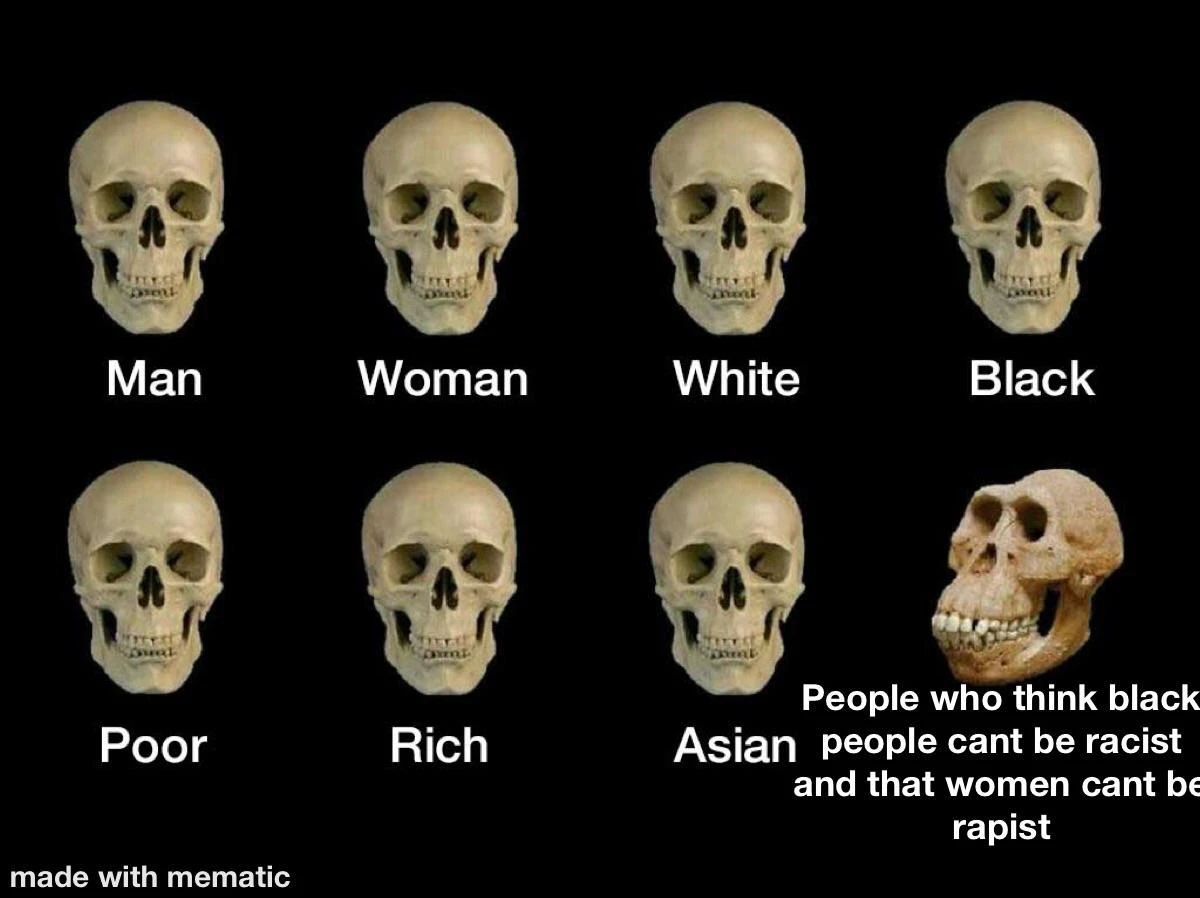 Man Woman White Black
Poor Rich Asian
People who think black
people cant be racist
and that women cant be
rapist
made with mematic